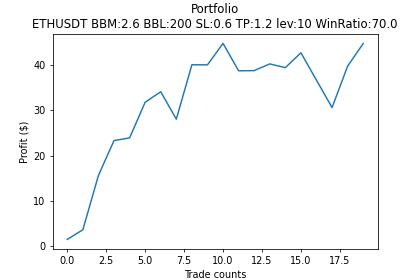 Portfolio
ETHUSDT BBM:2.6 BBL:200 SL:0.6 TP:1.2 lev:10 WinRatio:70.0
Profit ($)
40
30
20
10
0
0.0 2.5 5.0 7.5 10.0 12.5 15.0 17.5
Trade counts